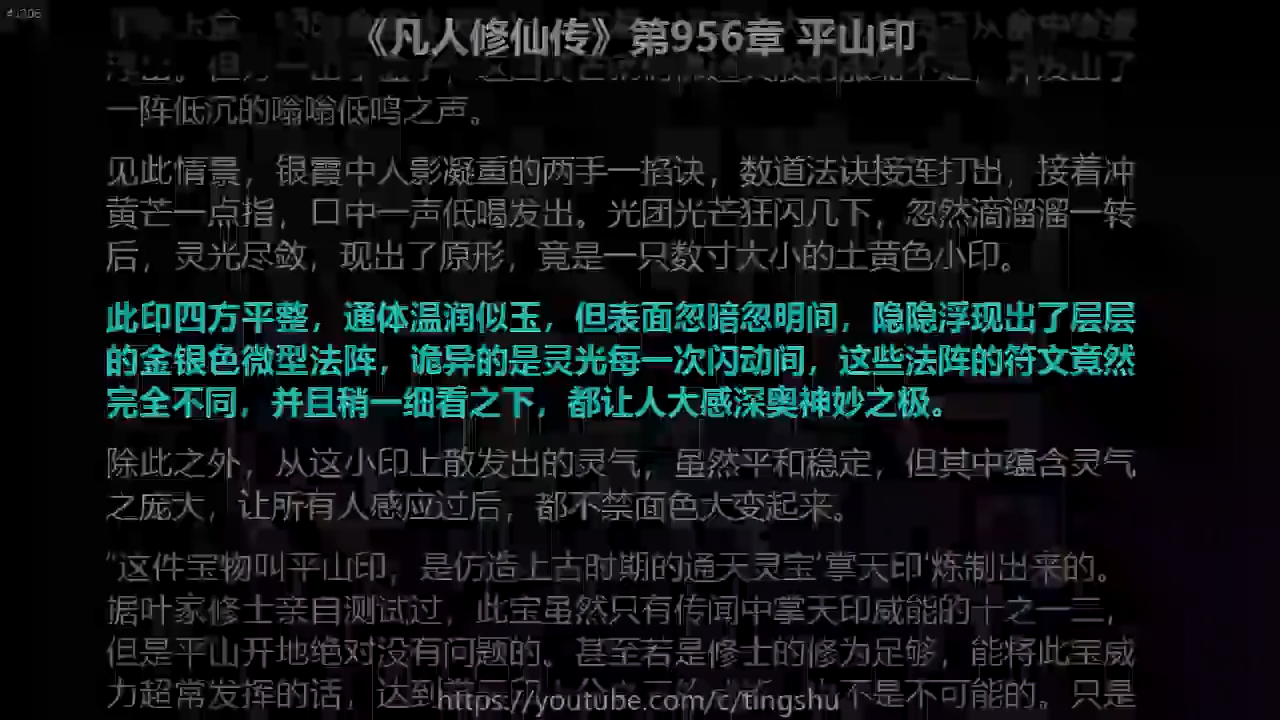 《凡人修仙传》第956章 平山印
一阵低沉的嗡嗡低鸣之声。
见此情景，银霞中人影凝重的两手一掐诀，数道法诀接连打出，接着冲
黄芒一点指，口中一声低喝发出。光团光芒狂闪几下，忽然滴溜溜一转
后，灵光尽敛，现出了原形，竟是一只数寸大小的土黄色小印。
此印四方平整，通体温润似玉，但表面忽暗忽明间，隐隐浮现出了层层
的金银色微型法阵，诡异的是灵光每一次闪动间，这些法阵的符文竟然
完全不同，并且稍一细看之下，都让人大感深奥神妙之极。
除此之外，从这小印上散发出的灵气，虽然平和稳定，但其中蕴含灵气
之庞大，让所有人感应过后，都不禁面色大变起来。
“这件宝物叫平山印，是仿造上古时期的通天灵宝‘掌天印’炼制出来的。
据叶家修士亲自测试过，此宝虽然只有传闻中掌天印威能的十之一二，
但是平山开地绝对没有问题的。甚至若是修士的修为足够，能将此宝威
力超常发挥的话，达到 不是不可能的。只是
https://youtube.com/c/tingshu